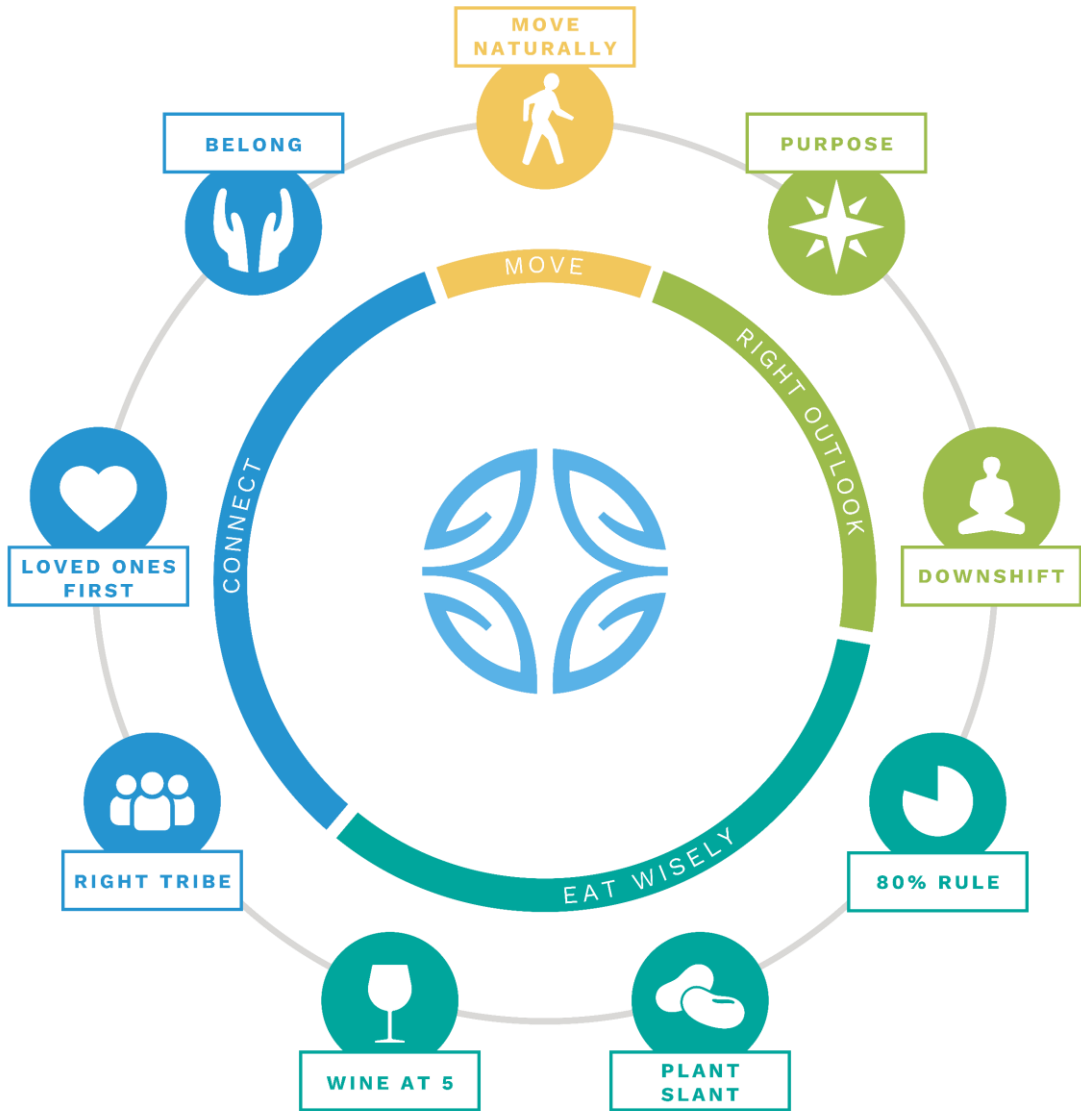 MOVE
NATURALLY
BELONG
PURPOSE
MOVE
RIGHT OUTLOOK
CONNECT
LOVED ONES
FIRST
DOWNSHIFT
RIGHT TRIBE
80% RULE
EAT WISELY
WINE AT 5
PLANT
SLANT